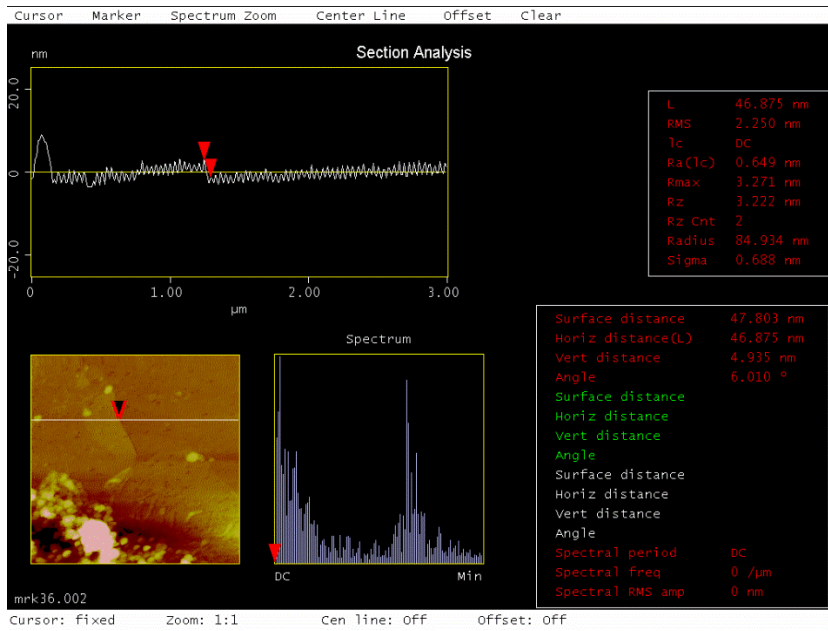 Cursor Marker Spectrum Zoom Center Line Offset Clear
nm
Section Analysis
20.0
0
-20.0
0 1.00 2.00 3.00
µm
L 46.875 nm
RMS 2.250 nm
lc DC
Ra(lc) 0.649 nm
Rmax 3.271 nm
Rz 3.222 nm
Rz Cnt 2
Radius 84.934 nm
Sigma 0.688 nm
Surface distance 47.803 nm
Horiz distance(L) 46.875 nm
Vert distance 4.935 nm
Angle 6.010 °
Surface distance
Horiz distance
Vert distance
Angle
Surface distance
Horiz distance
Vert distance
Angle
Spectral period DC
Spectral freq 0 /µm
Spectral RMS amp 0 nm
Spectrum
DC Min
mrk36.002
Cursor: fixed Zoom: 1:1 Cen line: Off Offset: Off